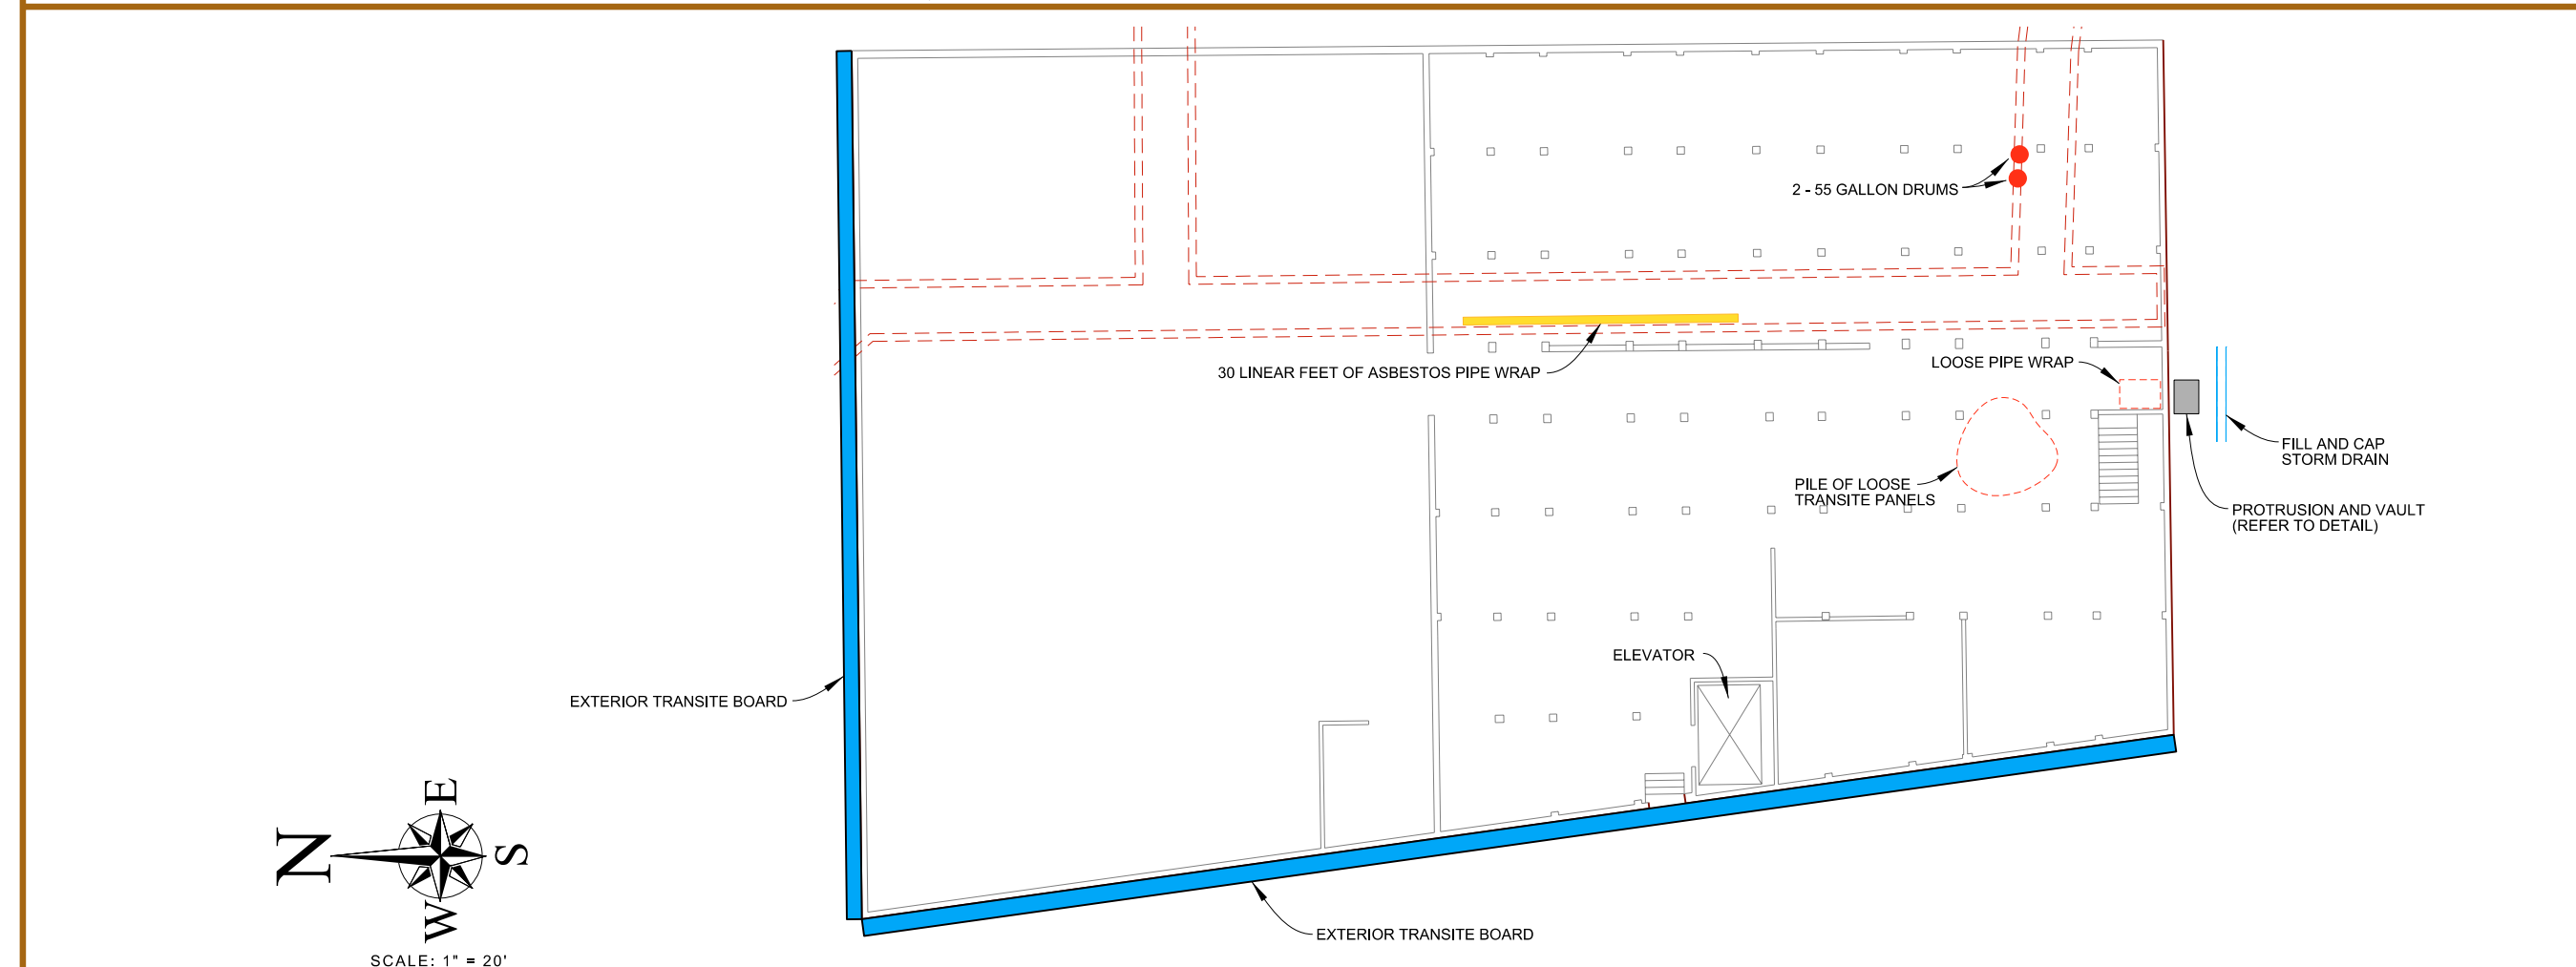 2 - 55 GALLON DRUMS
30 LINEAR FEET OF ASBESTOS PIPE WRAP
LOOSE PIPE WRAP
FILL AND CAP
STORM DRAIN
PILE OF LOOSE
TRANSITE PANELS
PROTRUSION AND VAULT
(REFER TO DETAIL)
ELEVATOR
EXTERIOR TRANSITE BOARD
EXTERIOR TRANSITE BOARD
N
E
S
W
SCALE: 1" = 20'